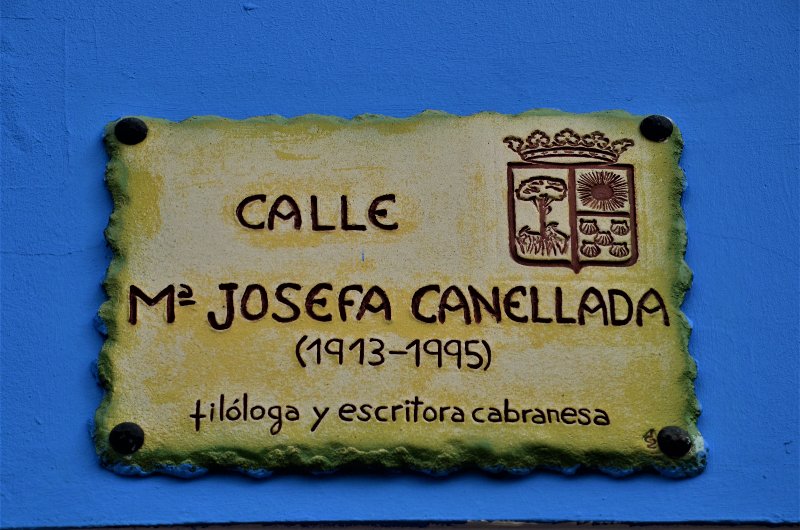 CALLE
Mª JOSEFA CANELLADA
(1913-1995)
filóloga y escritora cabranesa